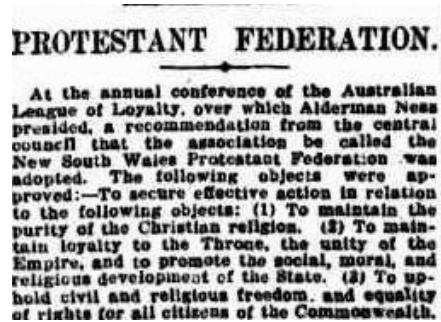 PROTESTANT FEDERATION.
At the annual conference of the Australian
League of Loyalty, over which Alderman Ness
presided, a recommendation from the central
council that the association be called the
New South Wales Protestant Federation was
adopted. The following objects were ap-
proved:—To secure effective action in relation
to the following objects: (1) To maintain the
purity of the Christian religion. (2) To main-
tain loyalty to the Throne, the unity of the
Empire, and to promote the social, moral, and
religious development of the State. (3) To up-
hold civil and religious freedom, and equality
of rights for all citizens of the Commonwealth.